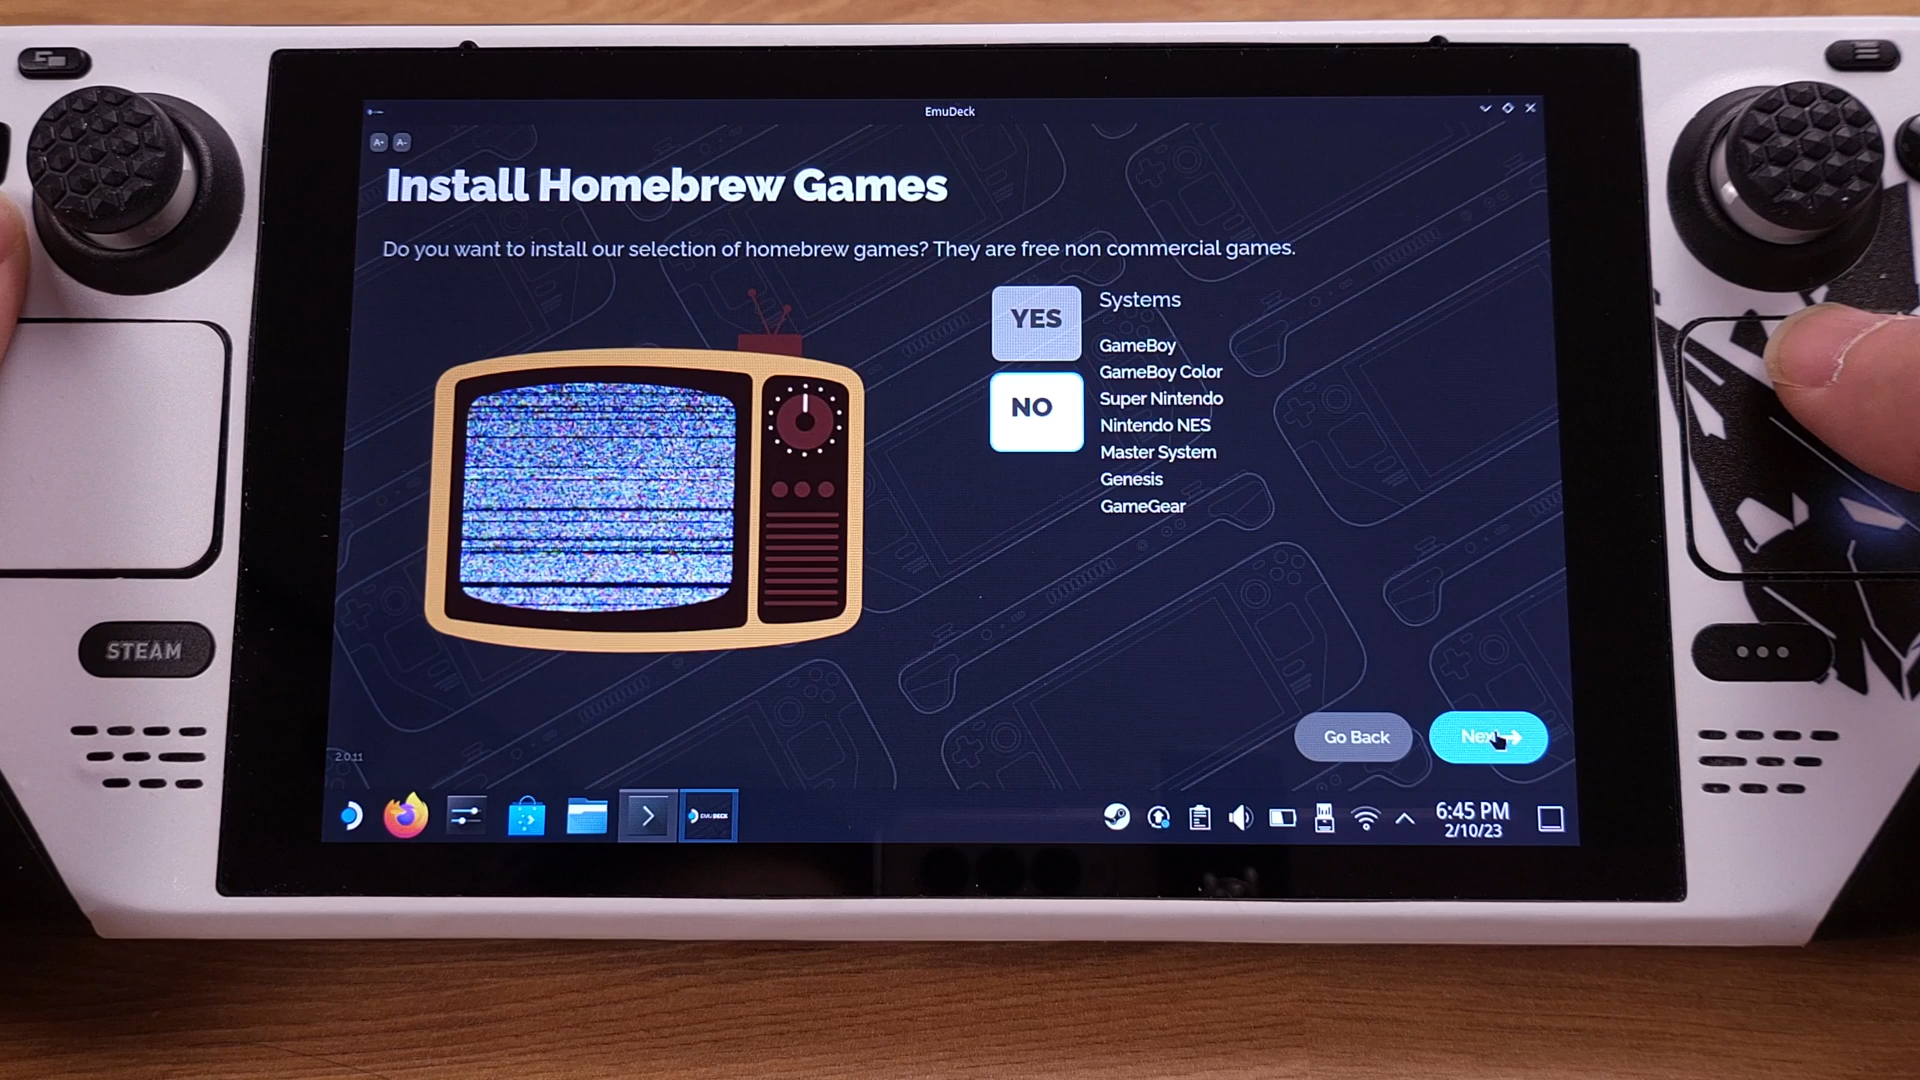 EmuDeck
A+ A-
Install Homebrew Games
Do you want to install our selection of homebrew games? They are free non commercial games.
YES
NO
Systems
GameBoy
GameBoy Color
Super Nintendo
Nintendo NES
Master System
Genesis
GameGear
STEAM
Go Back
2.0.11
EMUDECK
6:45 PM
2/10/23